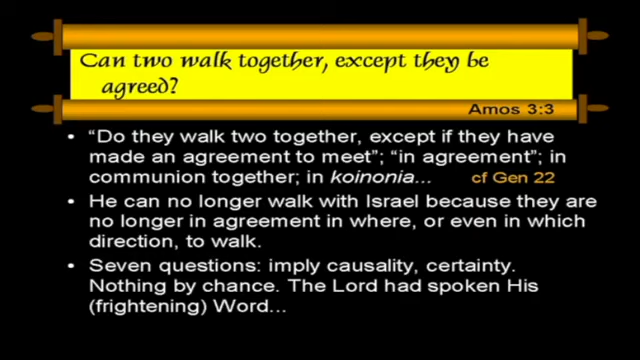 Can two walk together, except they be
agreed?
Amos 3:3
• “Do they walk two together, except if they have
made an agreement to meet”; “in agreement”; in
communion together; in koinonia... cf Gen 22
• He can no longer walk with Israel because they are
no longer in agreement in where, or even in which
direction, to walk.
• Seven questions: imply causality, certainty.
Nothing by chance. The Lord had spoken His
(frightening) Word...